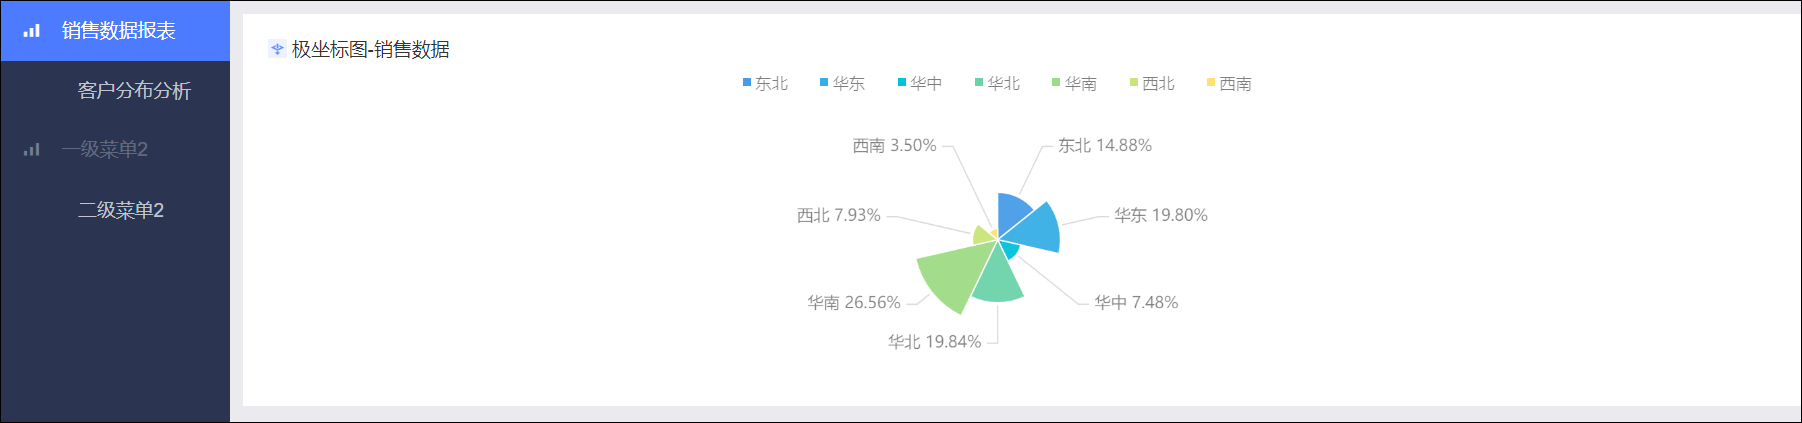 销售数据报表
客户分布分析
一级菜单2
二级菜单2
极坐标图-销售数据
东北 华东 华中 华北 华南 西北 西南
西南 3.50%
东北 14.88%
西北 7.93%
华东 19.80%
华南 26.56%
华中 7.48%
华北 19.84%